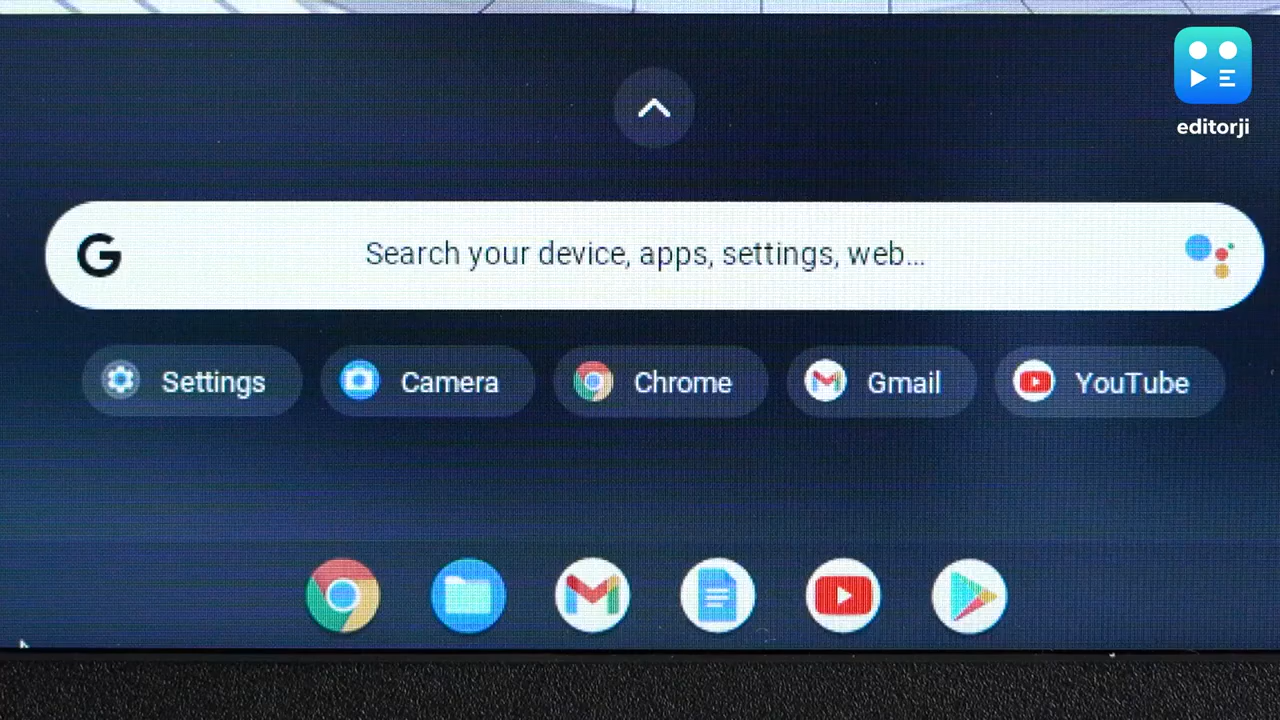 editorji
G
Search your device, apps, settings, web...
Settings Camera Chrome Gmail YouTube